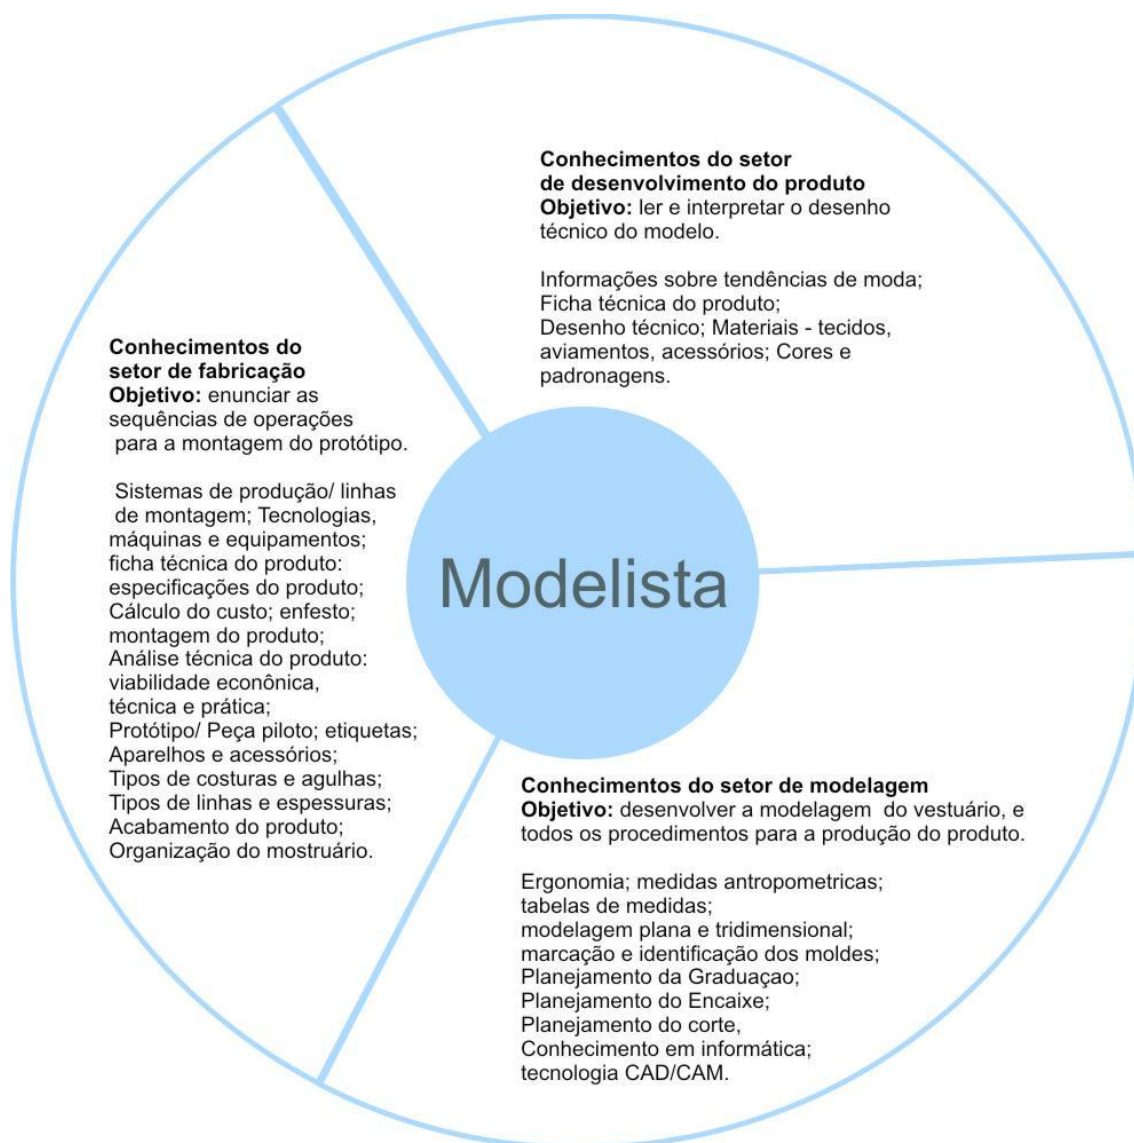 Conhecimentos do setor
de desenvolvimento do produto
Objetivo: ler e interpretar o desenho
técnico do modelo.
Informações sobre tendências de moda;
Ficha técnica do produto;
Desenho técnico; Materiais - tecidos,
aviamentos, acessórios; Cores e
padronagens.
Conhecimentos do
setor de fabricação
Objetivo: enunciar as
sequências de operações
para a montagem do protótipo.
Sistemas de produção/ linhas
de montagem; Tecnologias,
máquinas e equipamentos;
ficha técnica do produto:
especificações do produto;
Cálculo do custo; enfesto;
montagem do produto;
Análise técnica do produto:
viabilidade econônica,
técnica e prática;
Protótipo/ Peça piloto; etiquetas;
Aparelhos e acessórios;
Tipos de costuras e agulhas;
Tipos de linhas e espessuras;
Acabamento do produto;
Organização do mostruário.
Modelista
Conhecimentos do setor de modelagem
Objetivo: desenvolver a modelagem do vestuário, e
todos os procedimentos para a produção do produto.
Ergonomia; medidas antropometricas;
tabelas de medidas;
modelagem plana e tridimensional;
marcação e identificação dos moldes;
Planejamento da Graduaçao;
Planejamento do Encaixe;
Planejamento do corte,
Conhecimento em informática;
tecnologia CAD/CAM.